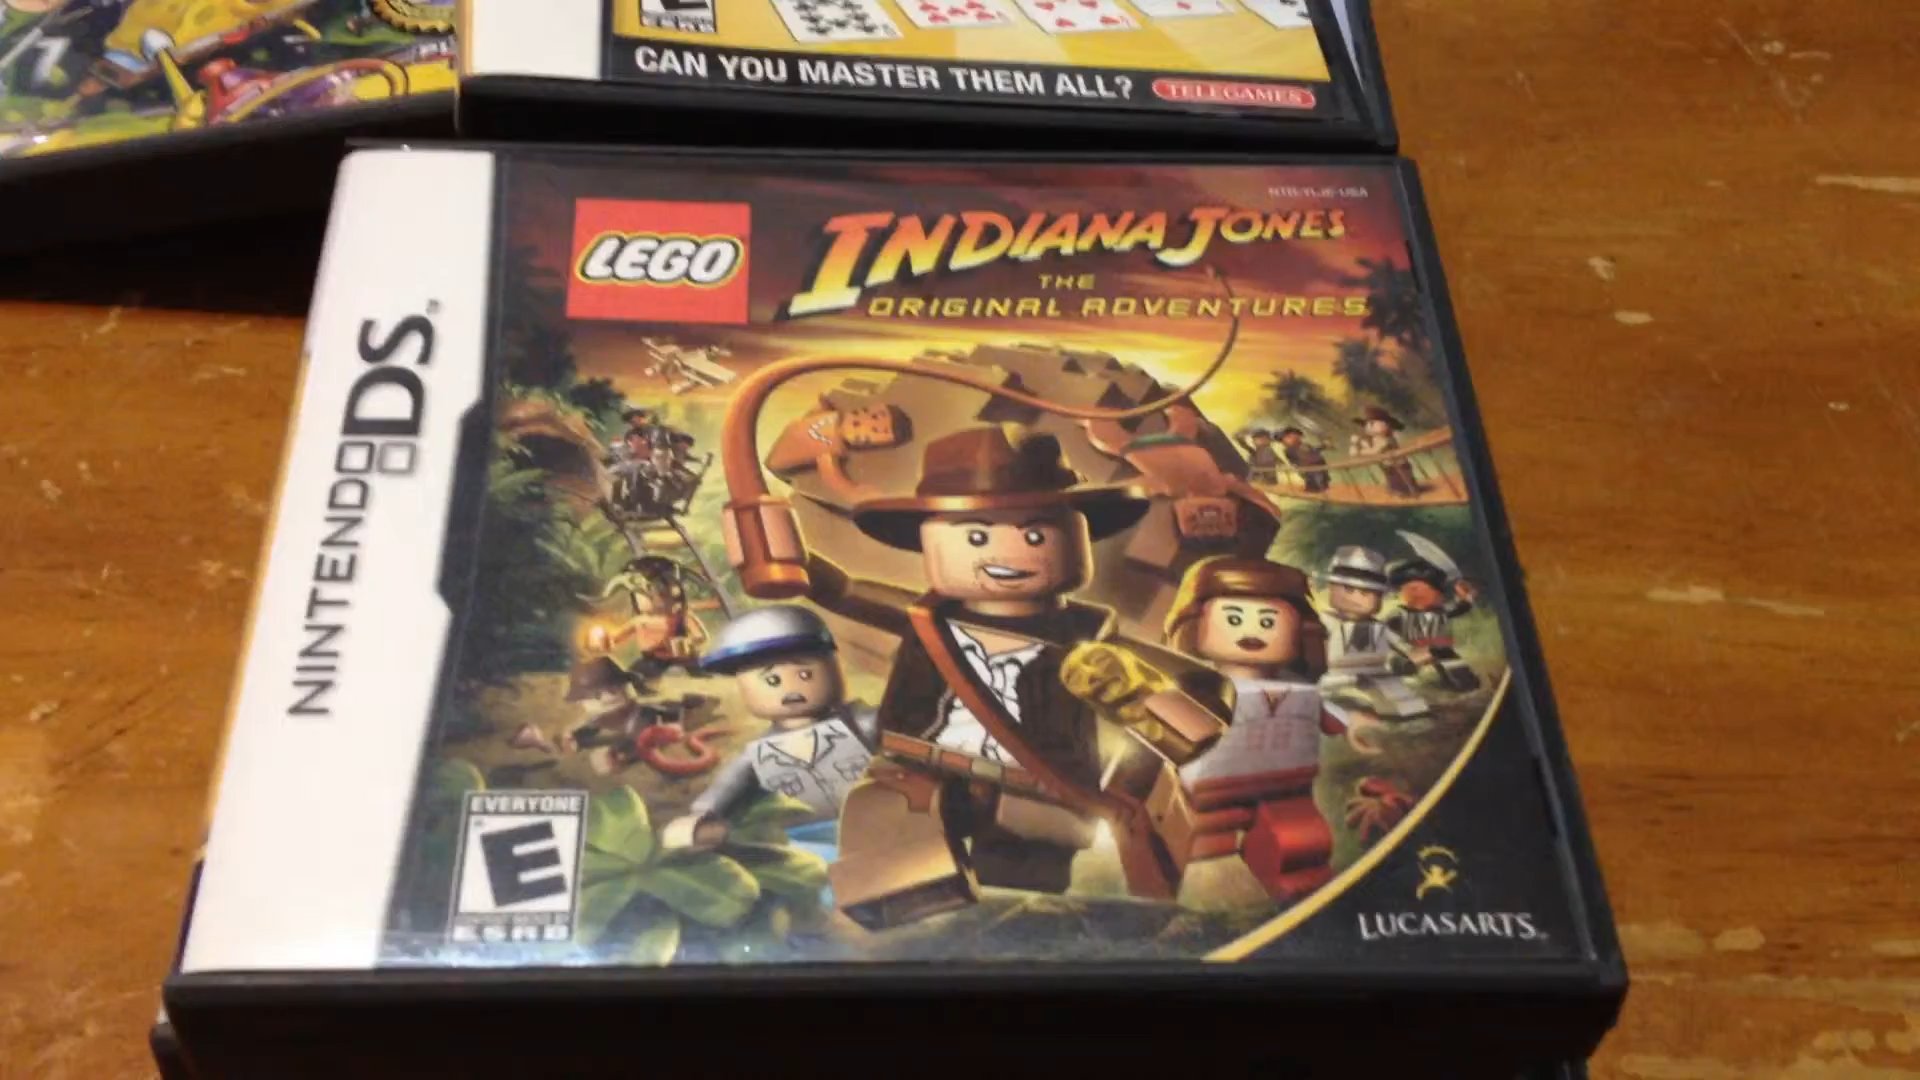 CAN YOU MASTER THEM ALL?
TELEGAMES
LEGO
INDIANA JONES
THE
ORIGINAL ADVENTURES
NINTENDO DS
EVERYONE
E
ESRB
LUCASARTS